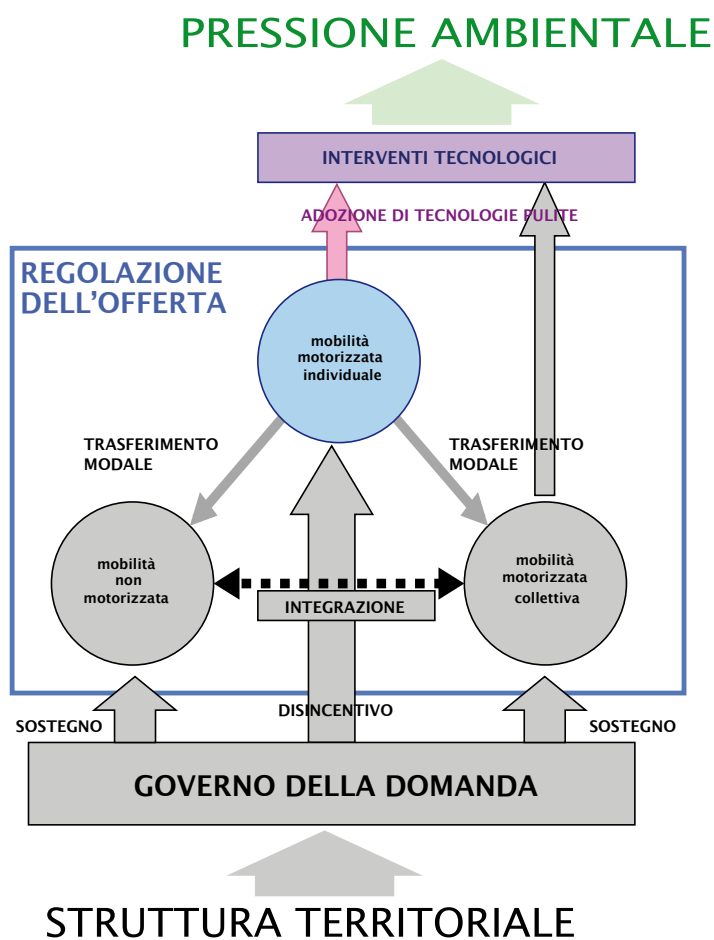 PRESSIONE AMBIENTALE
INTERVENTI TECNOLOGICI
ADOZIONE DI TECNOLOGIE PULITE
REGOLAZIONE
DELL'OFFERTA
mobilità
motorizzata
individuale
TRASFERIMENTO
MODALE
TRASFERIMENTO
MODALE
mobilità
non
motorizzata
mobilità
motorizzata
collettiva
INTEGRAZIONE
DISINCENTIVO
SOSTEGNO
SOSTEGNO
GOVERNO DELLA DOMANDA
STRUTTURA TERRITORIALE